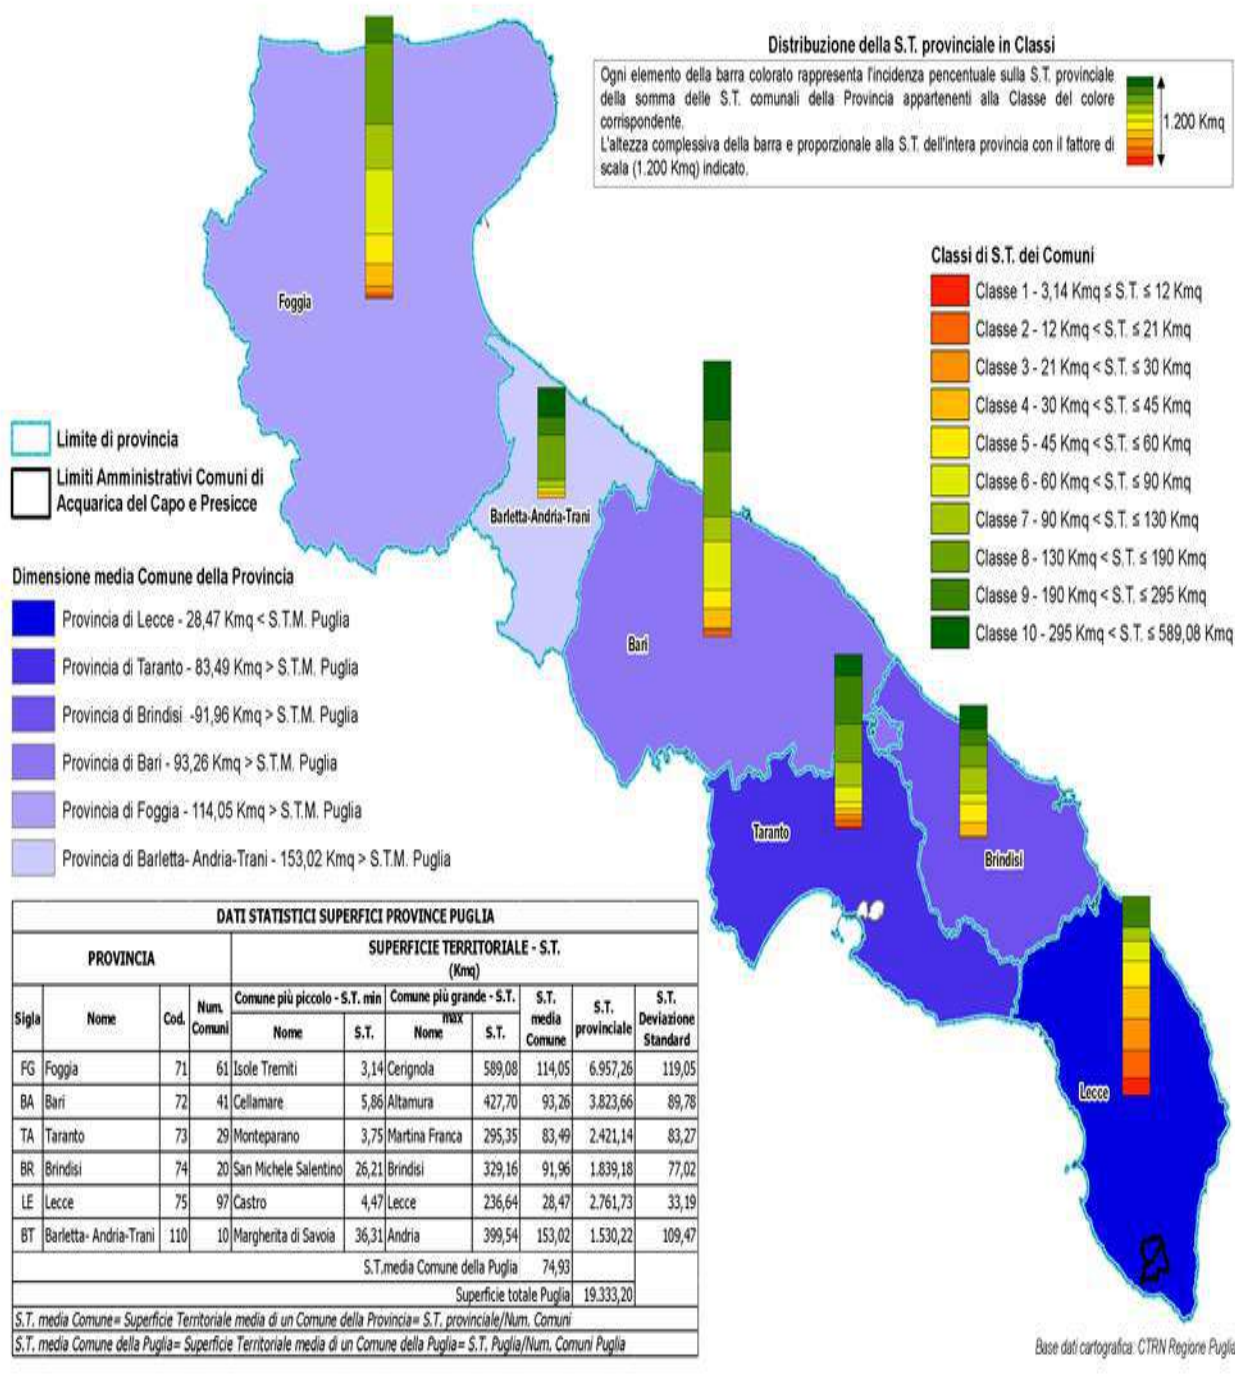 Distribuzione della S.T. provinciale in Classi
Ogni elemento della barra colorato rappresenta l'incidenza pencentuale sulla S.T. provinciale
della somma delle S.T. comunali della Provincia appartenenti alla Classe del colore
corrispondente.
L'altezza complessiva della barra e proporzionale alla S.T. dell'intera provincia con il fattore di
scala (1.200 Kmq) indicato.
1.200 Kmq
Classi di S.T. dei Comuni
Classe 1 - 3,14 Kmq ≤ S.T. ≤ 12 Kmq
Classe 2 - 12 Kmq < S.T. ≤ 21 Kmq
Classe 3 - 21 Kmq < S.T. ≤ 30 Kmq
Classe 4 - 30 Kmq < S.T. ≤ 45 Kmq
Classe 5 - 45 Kmq < S.T. ≤ 60 Kmq
Classe 6 - 60 Kmq < S.T. ≤ 90 Kmq
Classe 7 - 90 Kmq < S.T. ≤ 130 Kmq
Classe 8 - 130 Kmq < S.T. ≤ 190 Kmq
Classe 9 - 190 Kmq < S.T. ≤ 295 Kmq
Classe 10 - 295 Kmq < S.T. ≤ 589,08 Kmq
Foggia
Barletta-Andria-Trani
Bari
Taranto
Brindisi
Lecce
Limite di provincia
Limiti Amministrativi Comuni di
Acquarica del Capo e Presicce
Dimensione media Comune della Provincia
Provincia di Lecce - 28,47 Kmq < S.T.M. Puglia
Provincia di Taranto - 83,49 Kmq > S.T.M. Puglia
Provincia di Brindisi -91,96 Kmq > S.T.M. Puglia
Provincia di Bari - 93,26 Kmq > S.T.M. Puglia
Provincia di Foggia - 114,05 Kmq > S.T.M. Puglia
Provincia di Barletta- Andria-Trani - 153,02 Kmq > S.T.M. Puglia
DATI STATISTICI SUPERFICI PROVINCE PUGLIA
PROVINCIA
SUPERFICIE TERRITORIALE - S.T.
(Kmq)
Sigla Nome Cod. Num. Comuni Comune più piccolo - S.T. min Comune più grande - S.T. max S.T. media Comune S.T. provinciale S.T. Deviazione Standard
Nome S.T. Nome S.T.
FG Foggia 71 61 Isole Tremiti 3,14 Cerignola 589,08 114,05 6.957,26 119,05
BA Bari 72 41 Cellamare 5,86 Altamura 427,70 93,26 3.823,66 89,78
TA Taranto 73 29 Monteparano 3,75 Martina Franca 295,35 83,49 2.421,14 83,27
BR Brindisi 74 20 San Michele Salentino 26,21 Brindisi 329,16 91,96 1.839,18 77,02
LE Lecce 75 97 Castro 4,47 Lecce 236,64 28,47 2.761,73 33,19
BT Barletta- Andria-Trani 110 10 Margherita di Savoia 36,31 Andria 399,54 153,02 1.530,22 109,47
S.T.media Comune della Puglia 74,93
Superficie totale Puglia 19.333,20
S.T. media Comune= Superficie Territoriale media di un Comune della Provincia= S.T. provinciale/Num. Comuni
S.T. media Comune della Puglia= Superficie Territoriale media di un Comune della Puglia= S.T. Puglia/Num. Comuni Puglia
Base dati cartografica: CTRN Regione Puglia